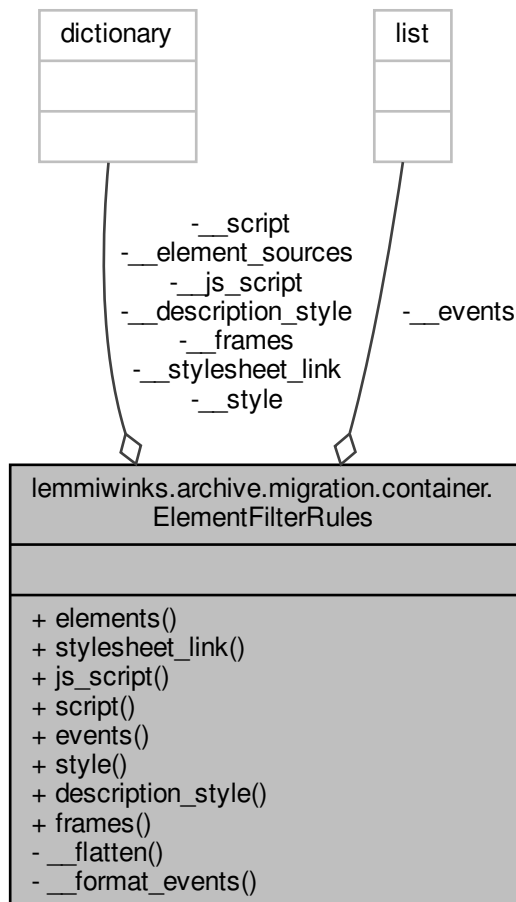 dictionary
list
-__script
-__element_sources
-__js_script
-__description_style
-__frames
-__stylesheet_link
-__style
-__events
lemmiwinks.archive.migration.container.
ElementFilterRules
+ elements()
+ stylesheet_link()
+ js_script()
+ script()
+ events()
+ style()
+ description_style()
+ frames()
- __flatten()
- __format_events()